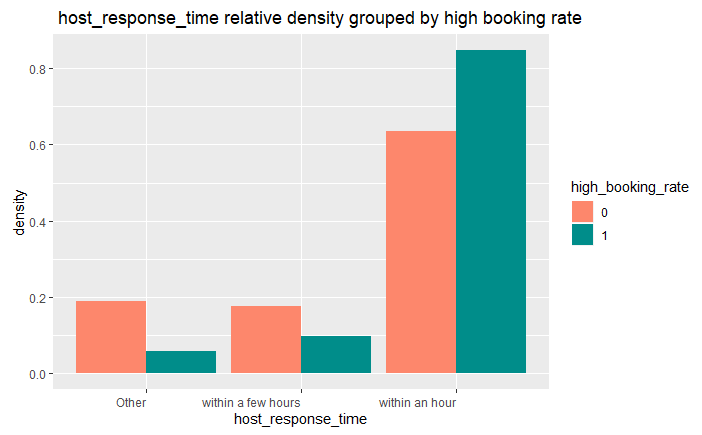 host_response_time relative density grouped by high booking rate
density
0.8
0.6
0.4
0.2
0.0
Other
within a few hours
within an hour
host_response_time
high_booking_rate
0
1